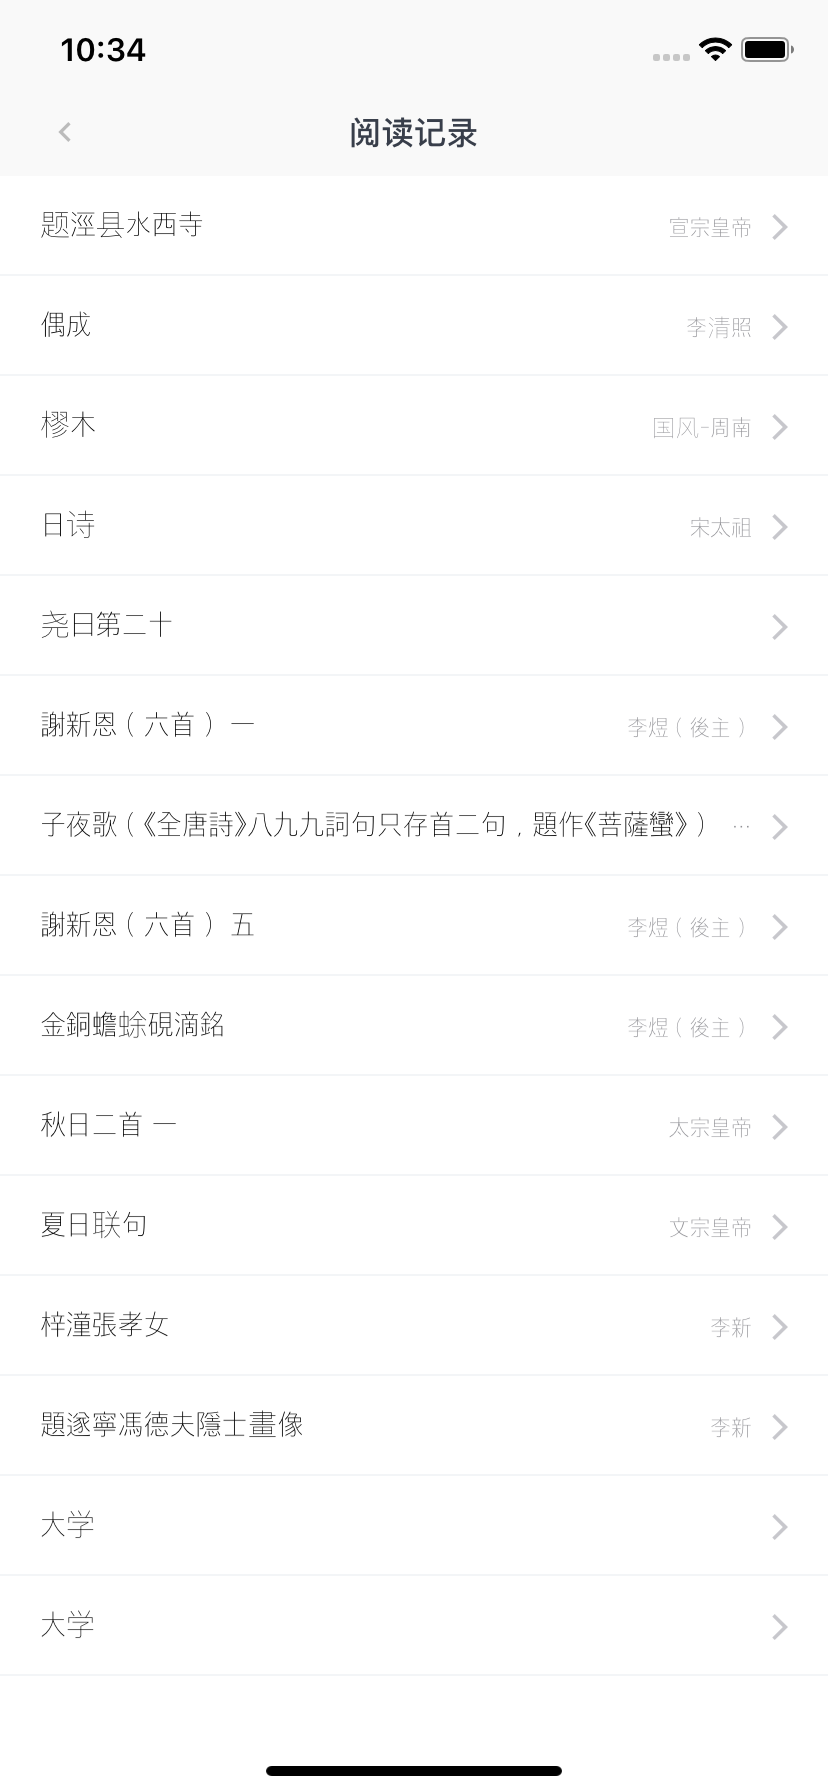 10:34
阅读记录
题涇县水西寺 宣宗皇帝
偶成 李清照
樛木 国风-周南
日诗 宋太祖
尧日第二十
謝新恩（六首） 一 李煜（後主）
子夜歌（《全唐詩》八九九詞句只存首二句，題作《菩薩蠻》） ...
謝新恩（六首） 五 李煜（後主）
金銅蟾蜍硯滴銘 李煜（後主）
秋日二首 一 太宗皇帝
夏日联句 文宗皇帝
梓潼張孝女 李新
題遂寧馮德夫隱士畫像 李新
大学
大学